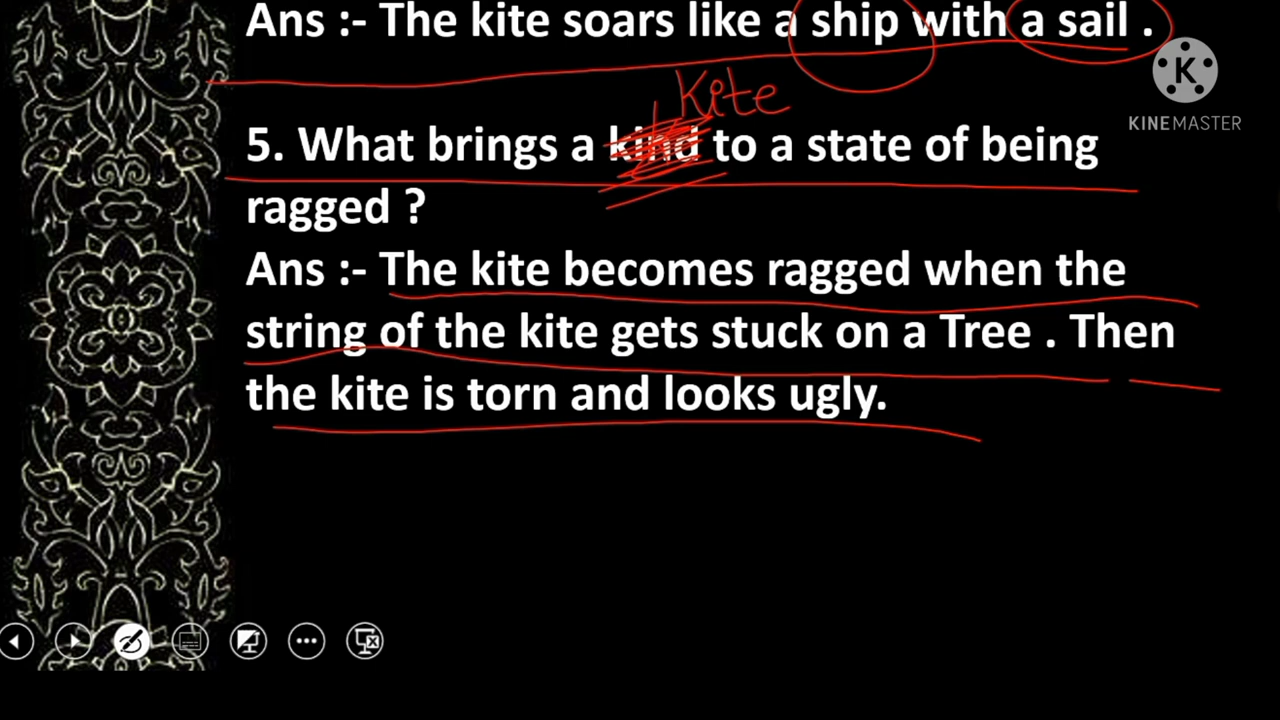 Ans :- The kite soars like a ship with a sail .
K
KINEMASTER
Kite
5. What brings a kind to a state of being
ragged ?
Ans :- The kite becomes ragged when the
string of the kite gets stuck on a Tree . Then
the kite is torn and looks ugly.